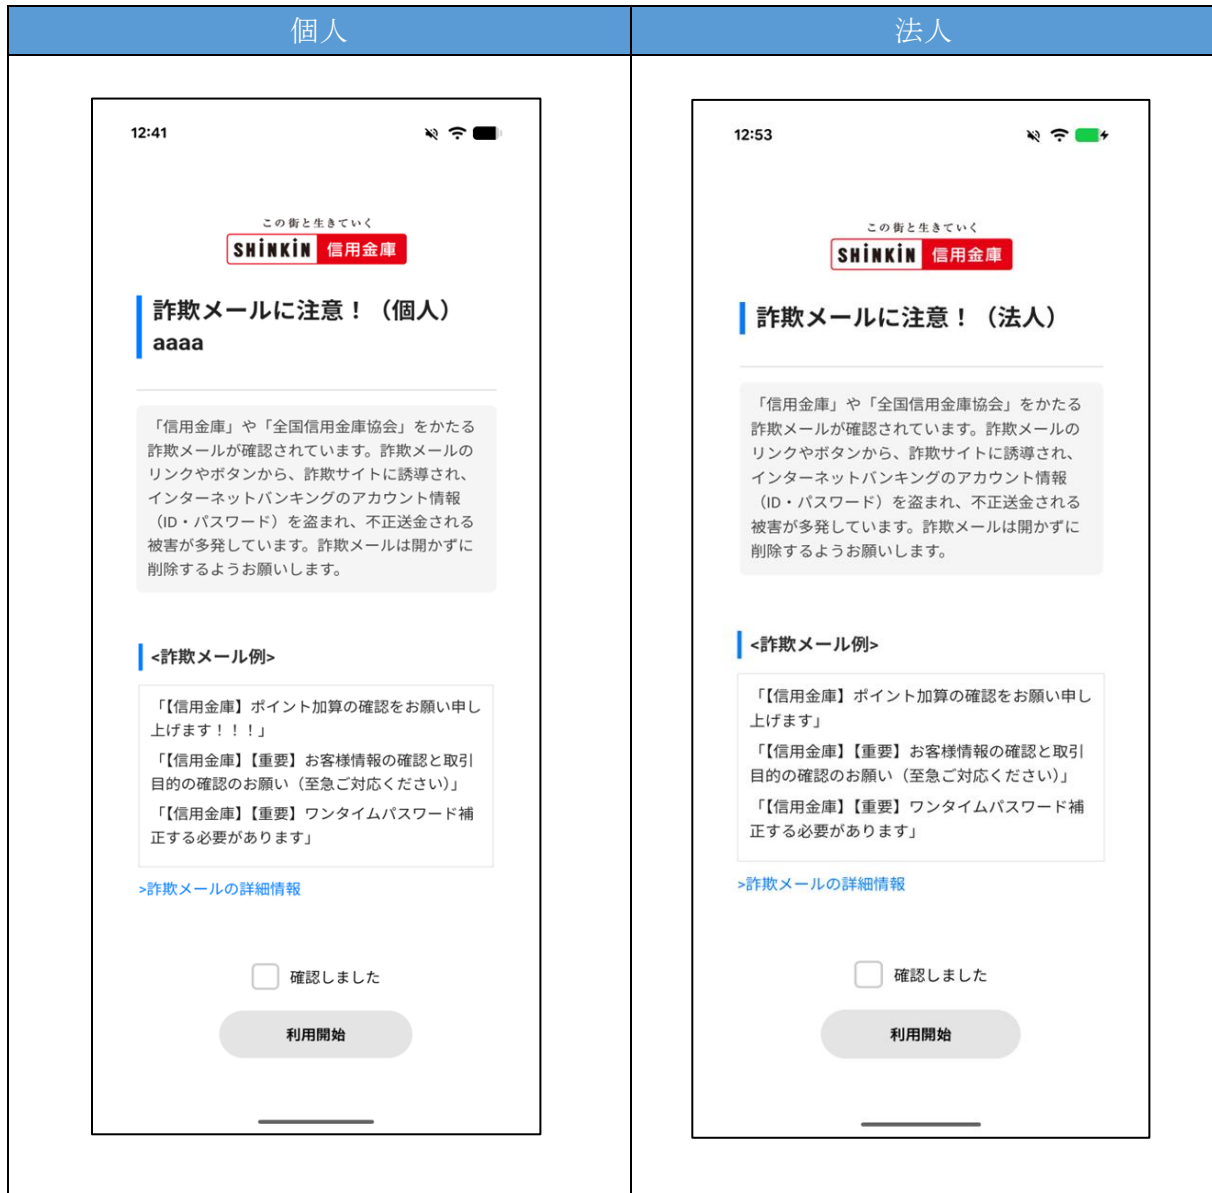 個人
12:41
この街と生きていく
SHINKIN 信用金庫
詐欺メールに注意！（個人）
aaaa
「信用金庫」や「全国信用金庫協会」をかたる
詐欺メールが確認されています。詐欺メールの
リンクやボタンから、詐欺サイトに誘導され、
インターネットバンキングのアカウント情報
（ID・パスワード）を盗まれ、不正送金される
被害が多発しています。詐欺メールは開かずに
削除するようお願いします。
<詐欺メール例>
「【信用金庫】ポイント加算の確認をお願い申し
上げます！！！」
「【信用金庫】【重要】お客様情報の確認と取引
目的の確認のお願い（至急ご対応ください）」
「【信用金庫】【重要】ワンタイムパスワード補
正する必要があります」
>詐欺メールの詳細情報
確認しました
利用開始
法人
12:53
この街と生きていく
SHINKIN 信用金庫
詐欺メールに注意！（法人）
「信用金庫」や「全国信用金庫協会」をかたる
詐欺メールが確認されています。詐欺メールの
リンクやボタンから、詐欺サイトに誘導され、
インターネットバンキングのアカウント情報
（ID・パスワード）を盗まれ、不正送金される
被害が多発しています。詐欺メールは開かずに
削除するようお願いします。
<詐欺メール例>
「【信用金庫】ポイント加算の確認をお願い申し
上げます」
「【信用金庫】【重要】お客様情報の確認と取引
目的の確認のお願い（至急ご対応ください）」
「【信用金庫】【重要】ワンタイムパスワード補
正する必要があります」
>詐欺メールの詳細情報
確認しました
利用開始